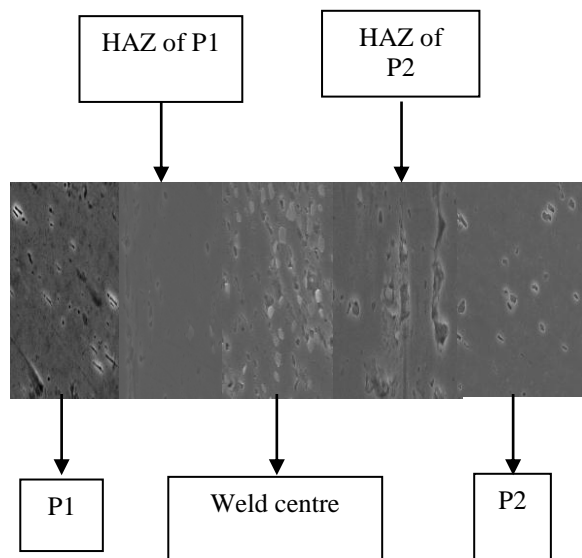 HAZ of P1
HAZ of
P2
P1
Weld centre
P2